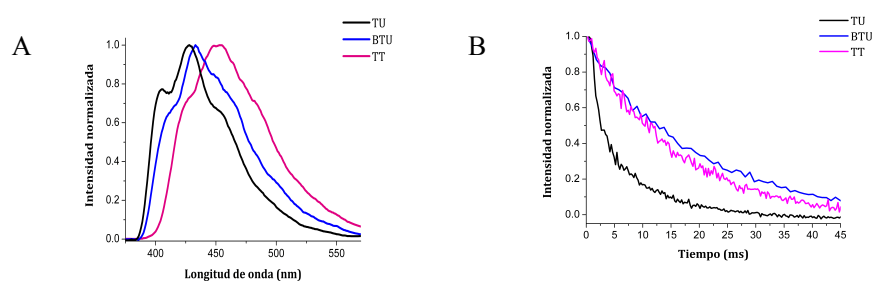 A
TU
BTU
TT
Intensidad normalizada
1.0
0.8
0.6
0.4
0.2
0.0
400
450
500
550
Longitud de onda (nm)
B
TU
BTU
TT
Intensidad normalizada
1.0
0.8
0.6
0.4
0.2
0.0
0
5
10
15
20
25
30
35
40
45
Tiempo (ms)